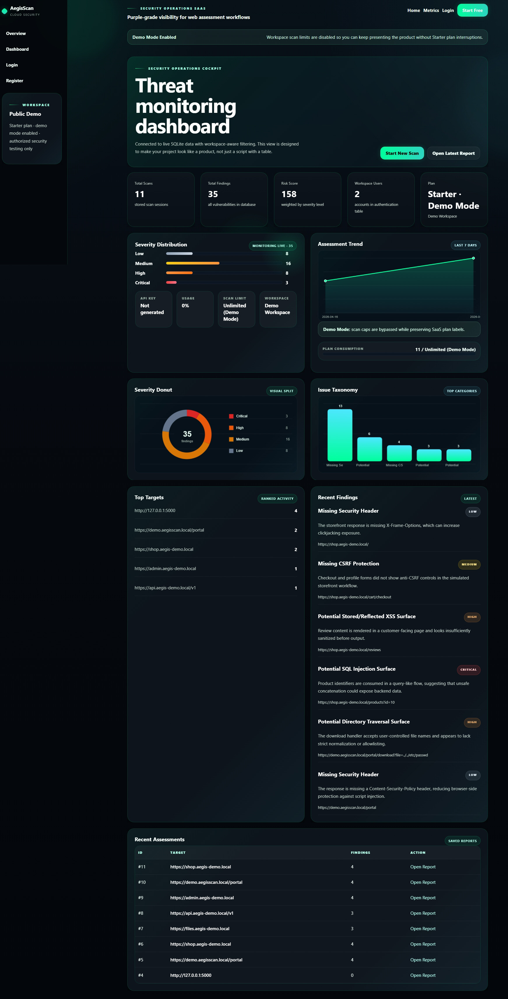 AegisScan
CLOUD SECURITY
Overview
Dashboard
Login
Register
WORKSPACE
Public Demo
Starter plan · demo
mode enabled ·
authorized security
testing only
SECURITY OPERATIONS SAAS
Purple-grade visibility for web assessment workflows
Home Metrics Login Start Free
Demo Mode Enabled
Workspace scan limits are disabled so you can keep presenting the product without Starter plan interruptions.
SECURITY OPERATIONS COCKPIT
Threat
monitoring
dashboard
Connected to live SQLite data with workspace-aware filtering. This view is designed
to make your project look like a product, not just a script with a table.
Start New Scan
Open Latest Report
Total Scans
11
stored scan sessions
Total Findings
35
all vulnerabilities in database
Risk Score
158
weighted by severity level
Workspace Users
2
accounts in authentication
table
Plan
Starter ·
Demo Mode
Demo Workspace
Severity Distribution
MONITORING LIVE · 35
Low 8
Medium 16
High 8
Critical 3
API KEY
Not
generated
USAGE
0%
SCAN LIMIT
Unlimited
(Demo
Mode)
WORKSPACE
Demo
Workspace
Assessment Trend
LAST 7 DAYS
2026-04-16
2026-0
Demo Mode: scan caps are bypassed while preserving SaaS plan labels.
PLAN CONSUMPTION
11 / Unlimited (Demo Mode)
Severity Donut
VISUAL SPLIT
35
findings
Critical 3
High 8
Medium 16
Low 8
Issue Taxonomy
TOP CATEGORIES
13
6
4
3
3
Missing Se
Potential
Missing CS
Potential
Potential
Top Targets
RANKED ACTIVITY
http://127.0.0.1:5000 4
https://demo.aegisscan.local/portal 2
https://shop.aegis-demo.local 2
https://admin.aegis-demo.local 1
https://api.aegis-demo.local/v1 1
Recent Findings
LATEST
Missing Security Header
LOW
The storefront response is missing X-Frame-Options, which can increase
clickjacking exposure.
https://shop.aegis-demo.local/
Missing CSRF Protection
MEDIUM
Checkout and profile forms did not show anti-CSRF controls in the simulated
storefront workflow.
https://shop.aegis-demo.local/cart/checkout
Potential Stored/Reflected XSS Surface
HIGH
Review content is rendered in a customer-facing page and looks insufficiently
sanitized before output.
https://shop.aegis-demo.local/reviews
Potential SQL Injection Surface
CRITICAL
Product identifiers are consumed in a query-like flow, suggesting that unsafe
concatenation could expose backend data.
https://shop.aegis-demo.local/products?id=10
Potential Directory Traversal Surface
HIGH
The download handler accepts user-controlled file names and appears to lack
strict normalization or allowlisting.
https://demo.aegisscan.local/portal/download?file=../../etc/passwd
Missing Security Header
LOW
The response is missing a Content-Security-Policy header, reducing browser-side
protection against script injection.
https://demo.aegisscan.local/portal
Recent Assessments
SAVED REPORTS
ID TARGET FINDINGS ACTION
#11 https://shop.aegis-demo.local 4 Open Report
#10 https://demo.aegisscan.local/portal 4 Open Report
#9 https://admin.aegis-demo.local 4 Open Report
#8 https://api.aegis-demo.local/v1 3 Open Report
#7 https://files.aegis-demo.local 3 Open Report
#6 https://shop.aegis-demo.local 4 Open Report
#5 https://demo.aegisscan.local/portal 4 Open Report
#4 http://127.0.0.1:5000 0 Open Report